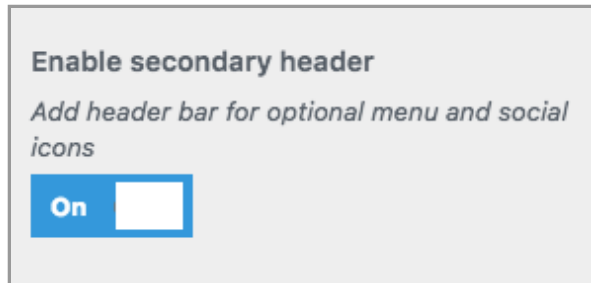 Enable secondary header
Add header bar for optional menu and social
icons
On